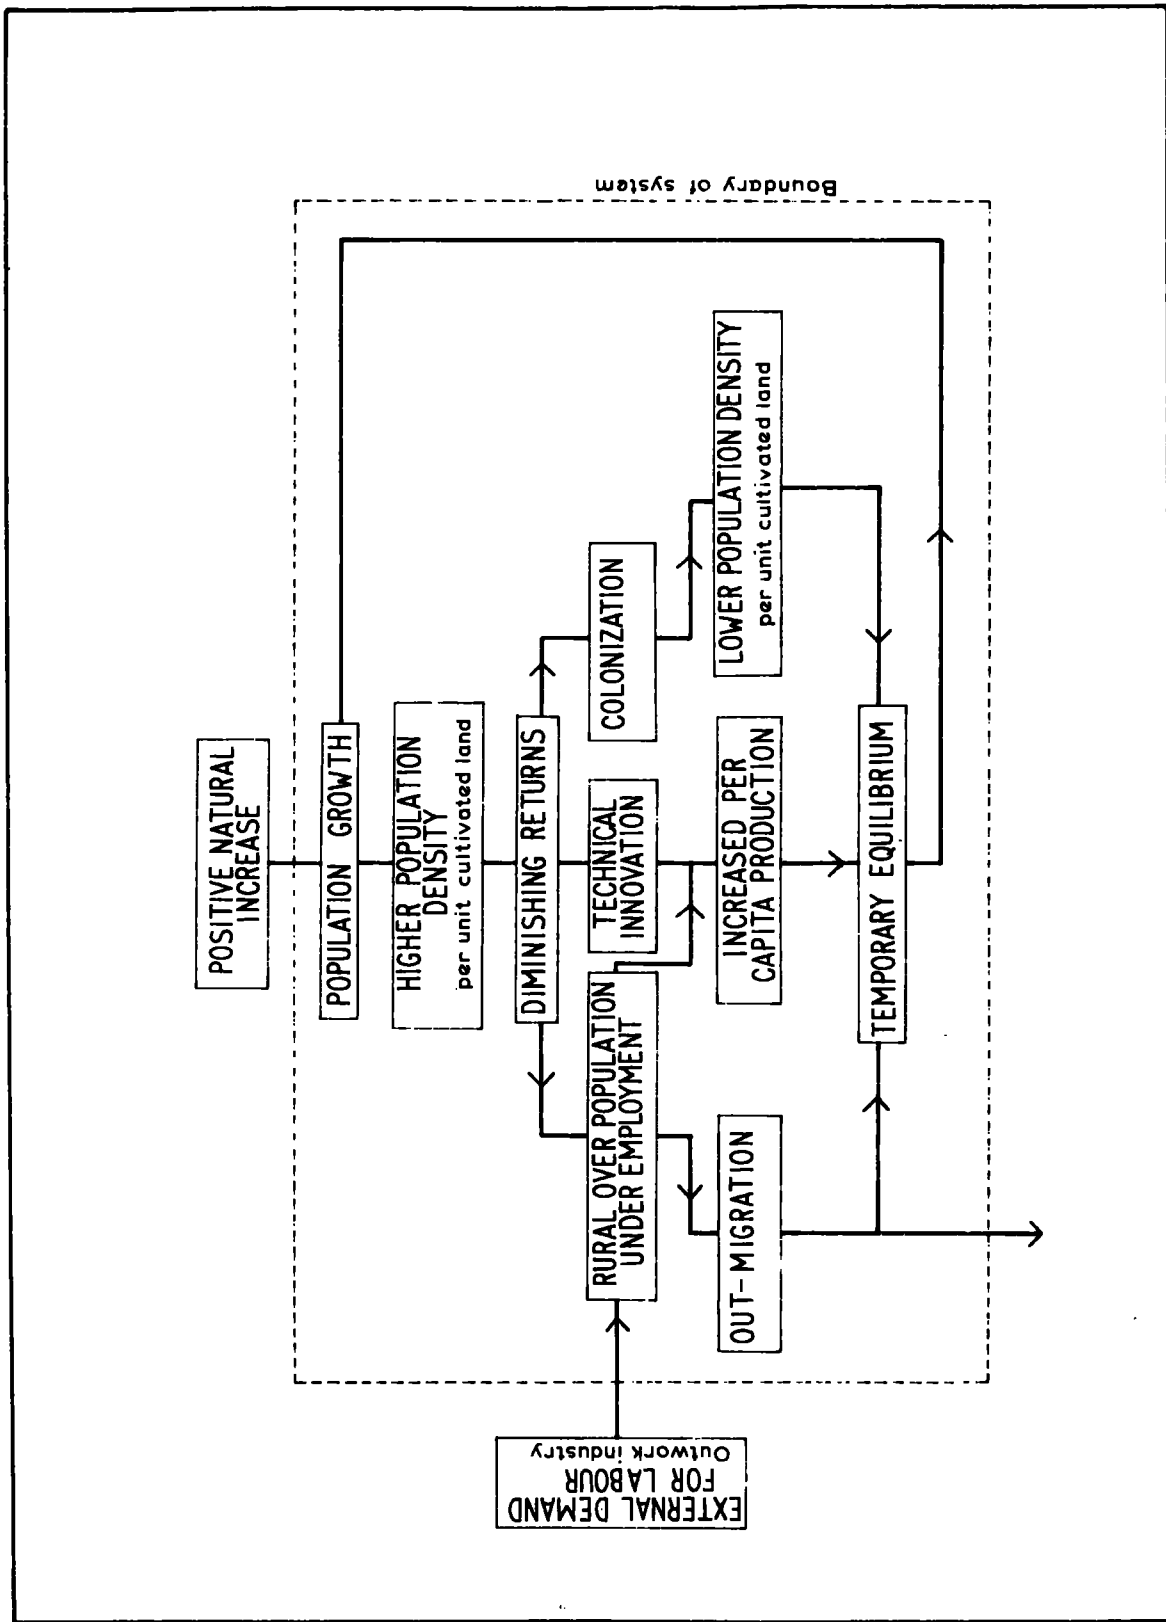 POSITIVE NATURAL
INCREASE
Boundary of system
POPULATION GROWTH
HIGHER POPULATION
DENSITY
per unit cultivated land
DIMINISHING RETURNS
EXTERNAL DEMAND
FOR LABOUR
Outwork industry
RURAL OVER POPULATION
UNDER EMPLOYMENT
TECHNICAL
INNOVATION
COLONIZATION
OUT-MIGRATION
INCREASED PER
CAPITA PRODUCTION
LOWER POPULATION DENSITY
per unit cultivated land
TEMPORARY EQUILIBRIUM